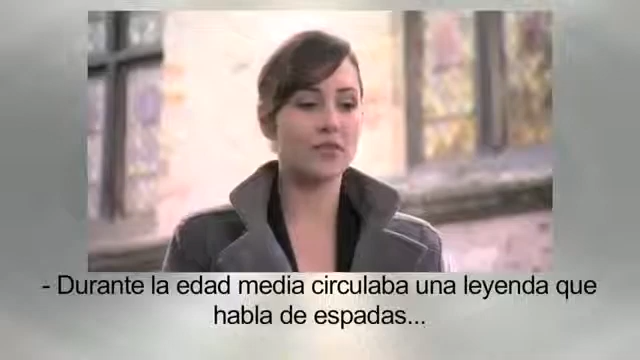 - Durante la edad media circulaba una leyenda que
habla de espadas...